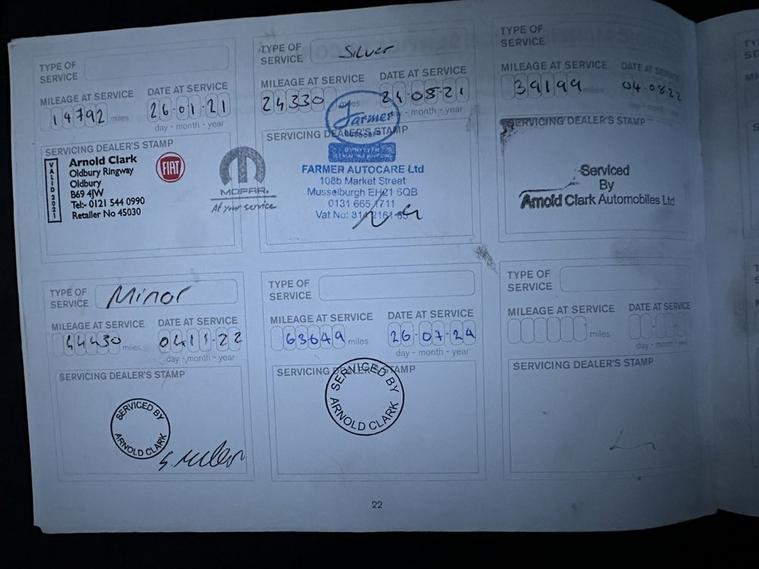 TYPE OF
SERVICE
MILEAGE AT SERVICE DATE AT SERVICE
14792 miles 26-01-21
day - month - year
SERVICING DEALER'S STAMP
VALID 2021
Arnold Clark
Oldbury Ringway
Oldbury
B69 4JW
Tel:- 0121 544 0990
Retailer No 45030
FIAT
MOPAR.
At your service
TYPE OF
SERVICE Silver
MILEAGE AT SERVICE DATE AT SERVICE
24330 miles 24-08-21
day - month - year
SERVICING DEALER'S STAMP
Farmer
Autocare
FARMER AUTOCARE Ltd
108b Market Street
Musselburgh EH21 6QB
0131 665 1711
Vat No:
TYPE OF
SERVICE
MILEAGE AT SERVICE DATE AT SERVICE
39199 miles 04-08-22
SERVICING DEALER'S STAMP
Serviced
By
Arnold Clark Automobiles Ltd
TYPE OF
SERVICE Minor
MILEAGE AT SERVICE DATE AT SERVICE
44430 miles 04-11-22
day - month - year
SERVICING DEALER'S STAMP
SERVICED BY
ARNOLD CLARK
TYPE OF
SERVICE
MILEAGE AT SERVICE DATE AT SERVICE
63649 miles 26-07-24
day - month - year
SERVICING DEALER'S STAMP
SERVICED BY
ARNOLD CLARK
TYPE OF
SERVICE
MILEAGE AT SERVICE DATE AT SERVICE
miles
day - month - year
SERVICING DEALER'S STAMP
22